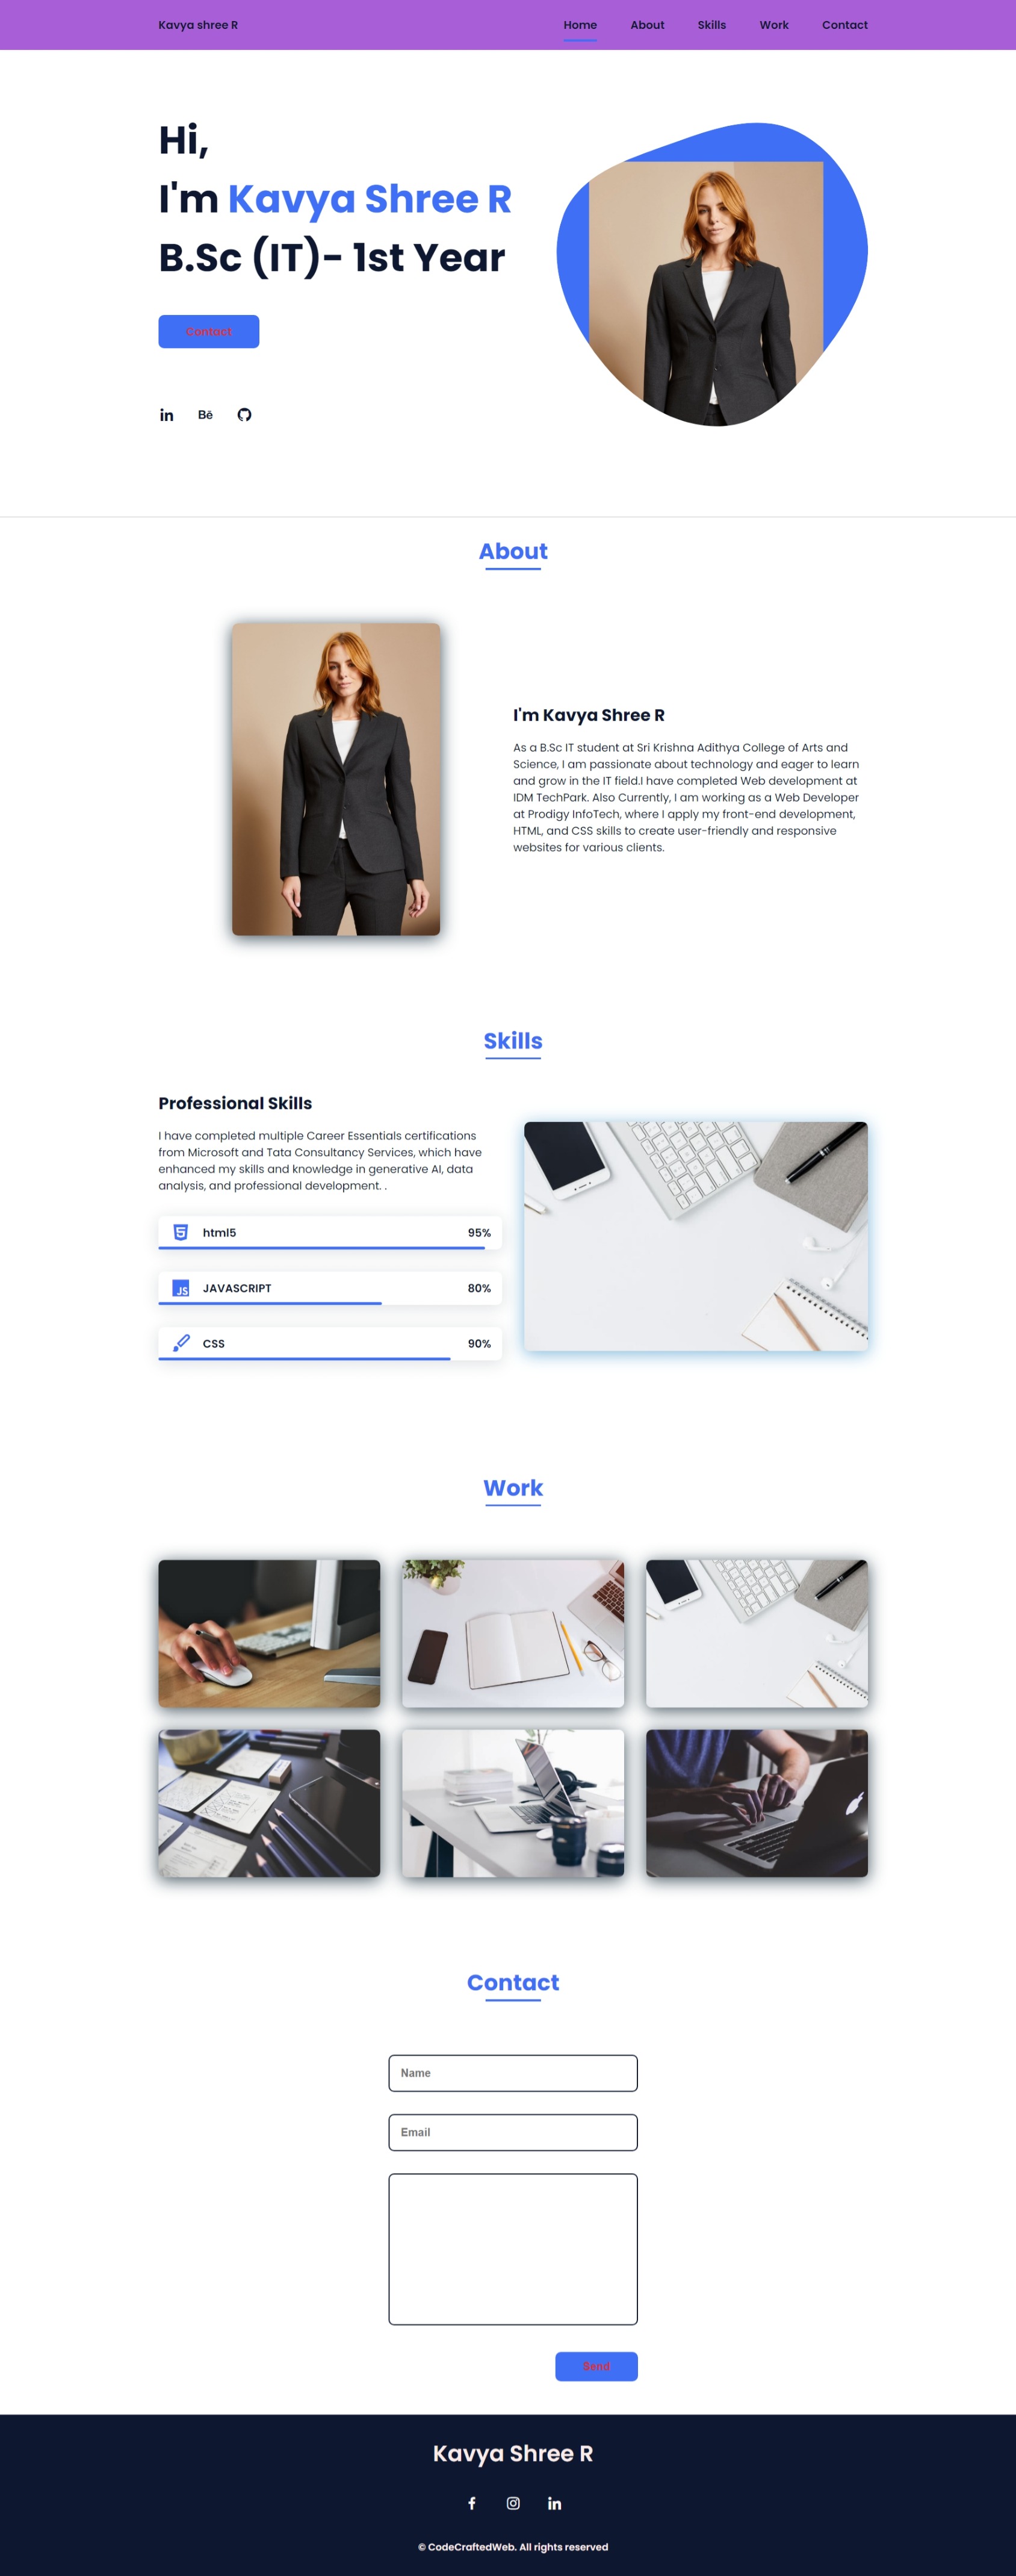 Kavya shree R
Home About Skills Work Contact
Hi,
I'm Kavya Shree R
B.Sc (IT)- 1st Year
Contact
in Bē
About
I'm Kavya Shree R
As a B.Sc IT student at Sri Krishna Adithya College of Arts and
Science, I am passionate about technology and eager to learn
and grow in the IT field.I have completed Web development at
IDM TechPark. Also Currently, I am working as a Web Developer
at Prodigy InfoTech, where I apply my front-end development,
HTML, and CSS skills to create user-friendly and responsive
websites for various clients.
Skills
Professional Skills
I have completed multiple Career Essentials certifications
from Microsoft and Tata Consultancy Services, which have
enhanced my skills and knowledge in generative AI, data
analysis, and professional development. .
5 html5 95%
JS JAVASCRIPT 80%
CSS 90%
Work
Contact
Name
Email
Send
Kavya Shree R
f in
© CodeCraftedWeb. All rights reserved